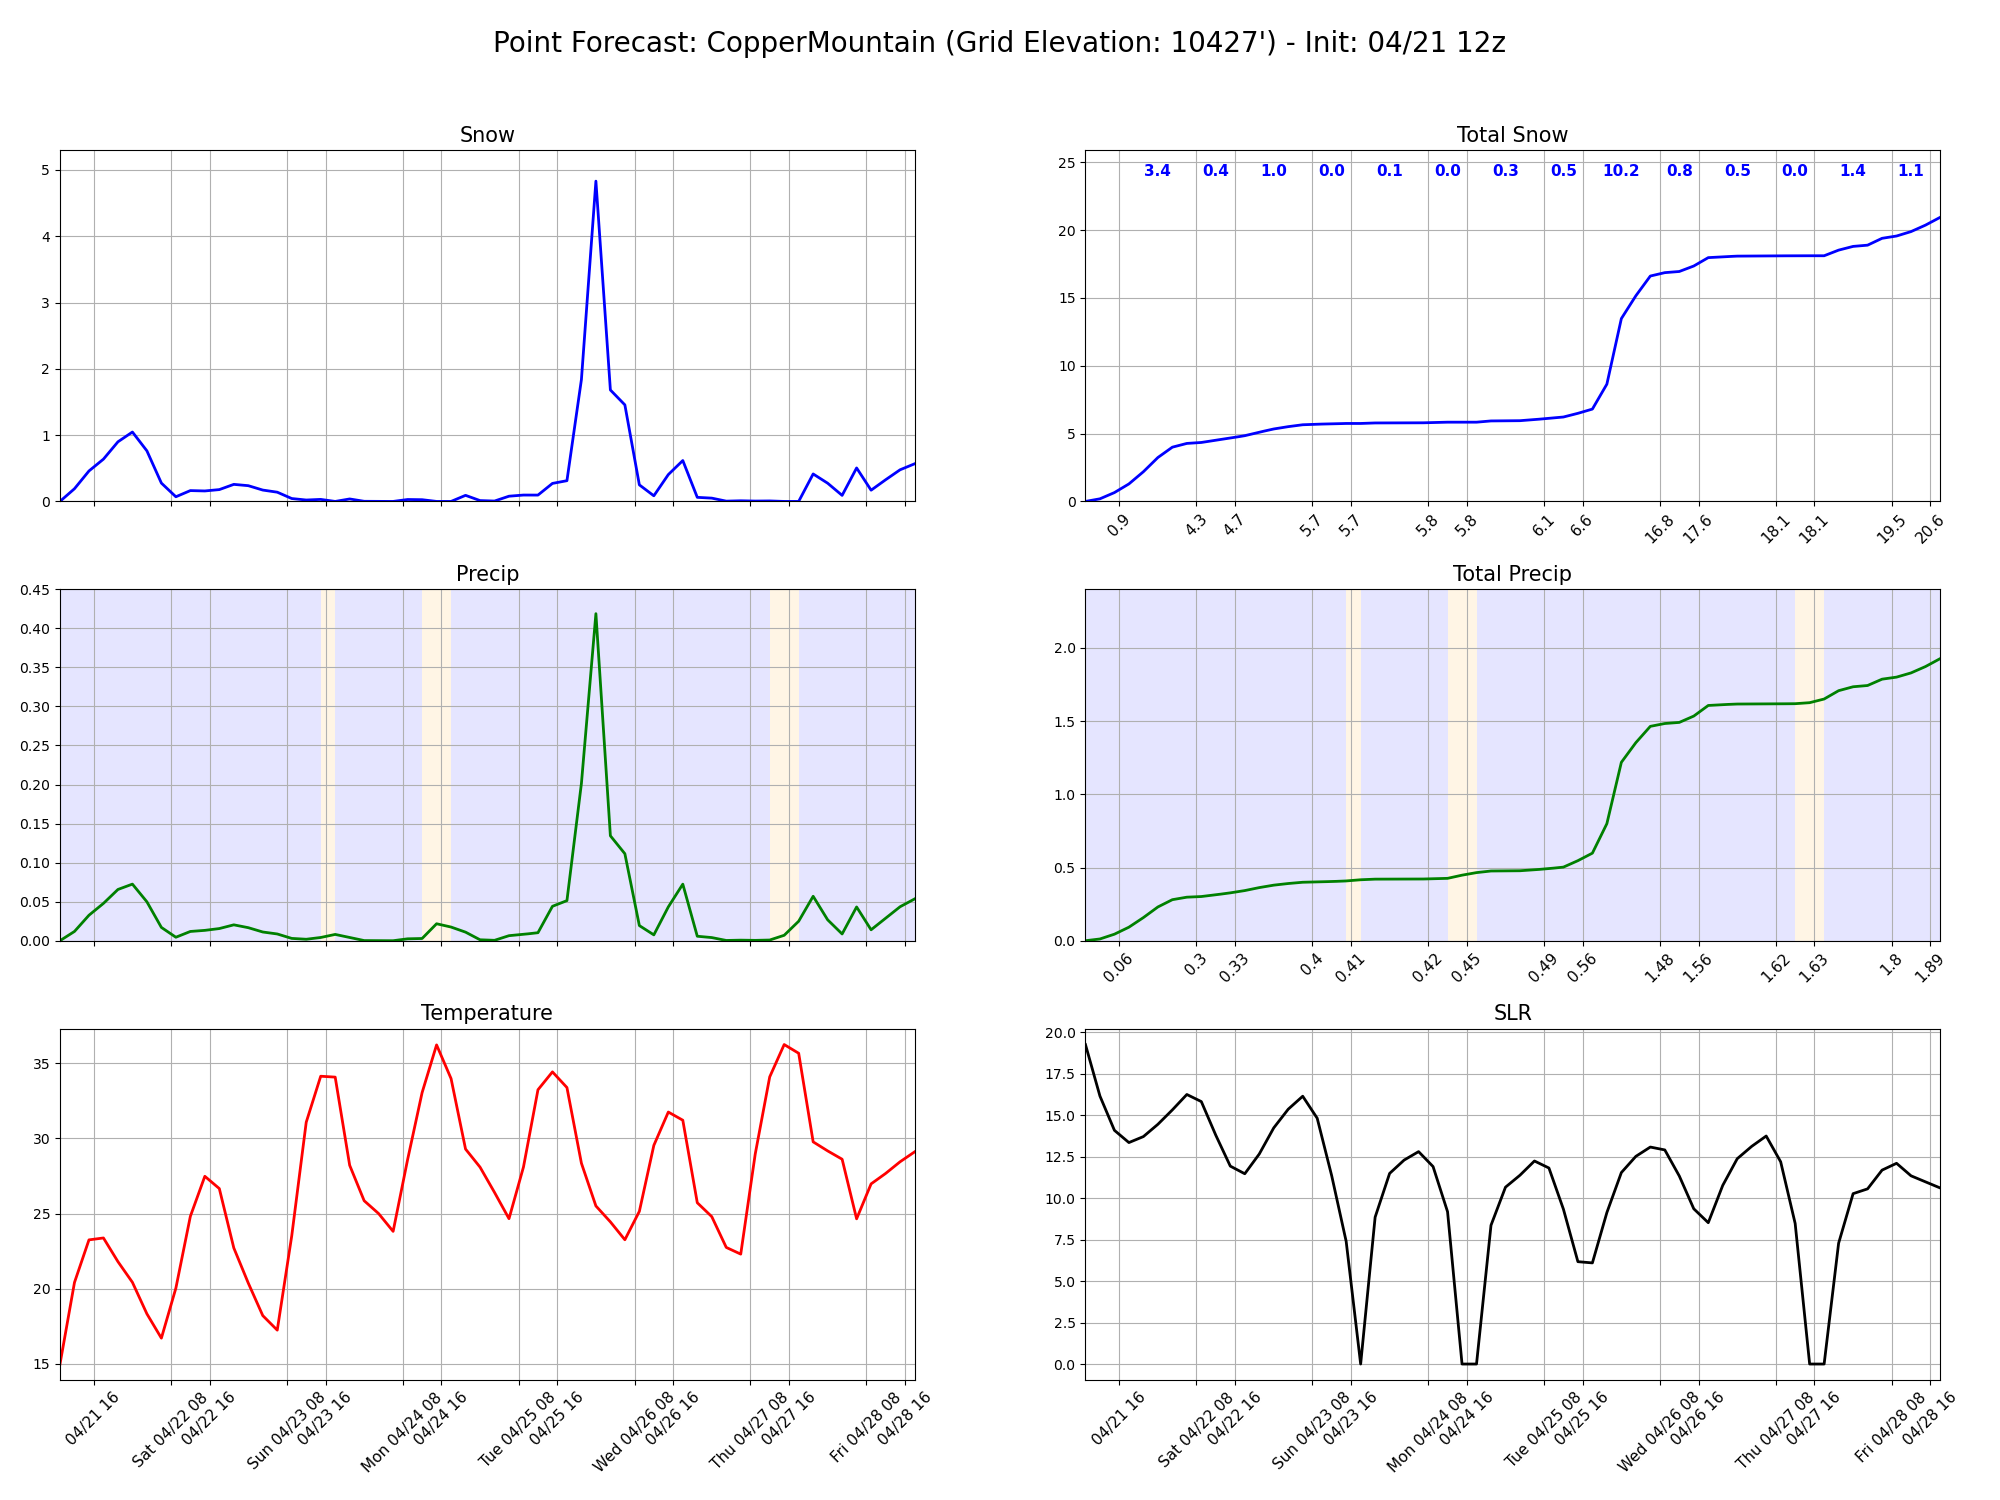 Point Forecast: CopperMountain (Grid Elevation: 10427') - Init: 04/21 12z
Snow
5
4
3
2
1
0
Total Snow
25
20
15
10
5
0
3.4 0.4 1.0 0.0 0.1 0.0 0.3 0.5 10.2 0.8 0.5 0.0 1.4 1.1
0.9 4.3 4.7 5.7 5.7 5.8 5.8 6.1 6.6 16.8 17.6 18.1 18.1 19.5 20.6
Precip
0.45
0.40
0.35
0.30
0.25
0.20
0.15
0.10
0.05
0.00
Total Precip
2.0
1.5
1.0
0.5
0.0
0.06 0.3 0.33 0.4 0.41 0.42 0.45 0.49 0.56 1.48 1.56 1.62 1.63 1.8 1.89
Temperature
35
30
25
20
15
04/21 16
Sat 04/22 08
04/22 16
Sun 04/23 08
04/23 16
Mon 04/24 08
04/24 16
Tue 04/25 08
04/25 16
Wed 04/26 08
04/26 16
Thu 04/27 08
04/27 16
Fri 04/28 08
04/28 16
SLR
20.0
17.5
15.0
12.5
10.0
7.5
5.0
2.5
0.0
04/21 16
Sat 04/22 08
04/22 16
Sun 04/23 08
04/23 16
Mon 04/24 08
04/24 16
Tue 04/25 08
04/25 16
Wed 04/26 08
04/26 16
Thu 04/27 08
04/27 16
Fri 04/28 08
04/28 16